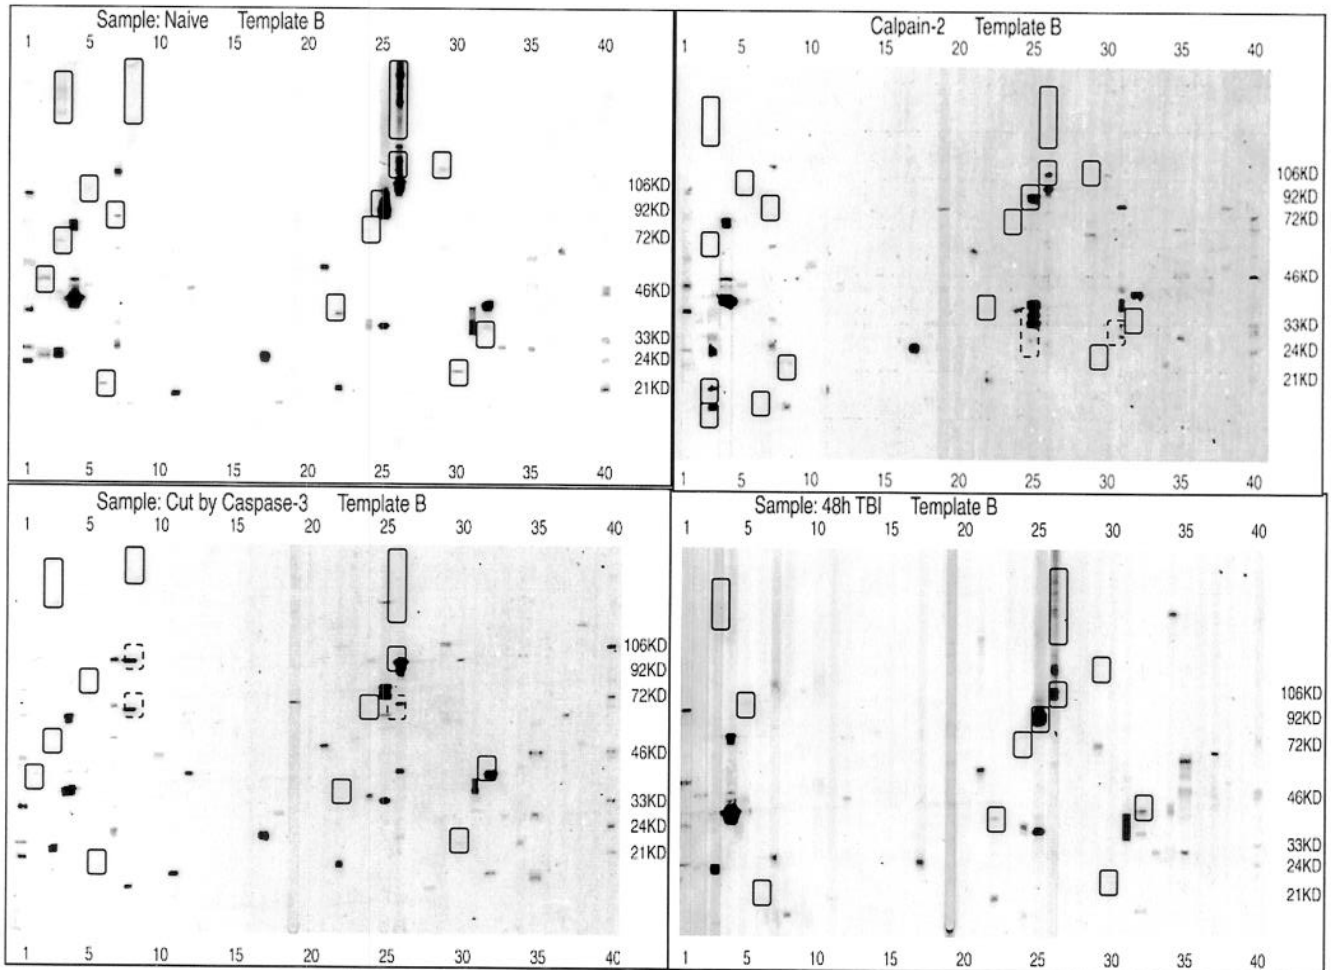 Sample: Naive Template B
1 5 10 15 20 25 30 35 40
106KD
92KD
72KD
46KD
33KD
24KD
21KD
1 5 10 15 20 25 30 35 40
Calpain-2 Template B
1 5 10 15 20 25 30 35 40
106KD
92KD
72KD
46KD
33KD
24KD
21KD
1 5 10 15 20 25 30 35 40
Sample: Cut by Caspase-3 Template B
1 5 10 15 20 25 30 35 40
106KD
92KD
72KD
46KD
33KD
24KD
21KD
1 5 10 15 20 25 30 35 40
Sample: 48h TBI Template B
1 5 10 15 20 25 30 35 40
106KD
92KD
72KD
46KD
33KD
24KD
21KD
1 5 10 15 20 25 30 35 40